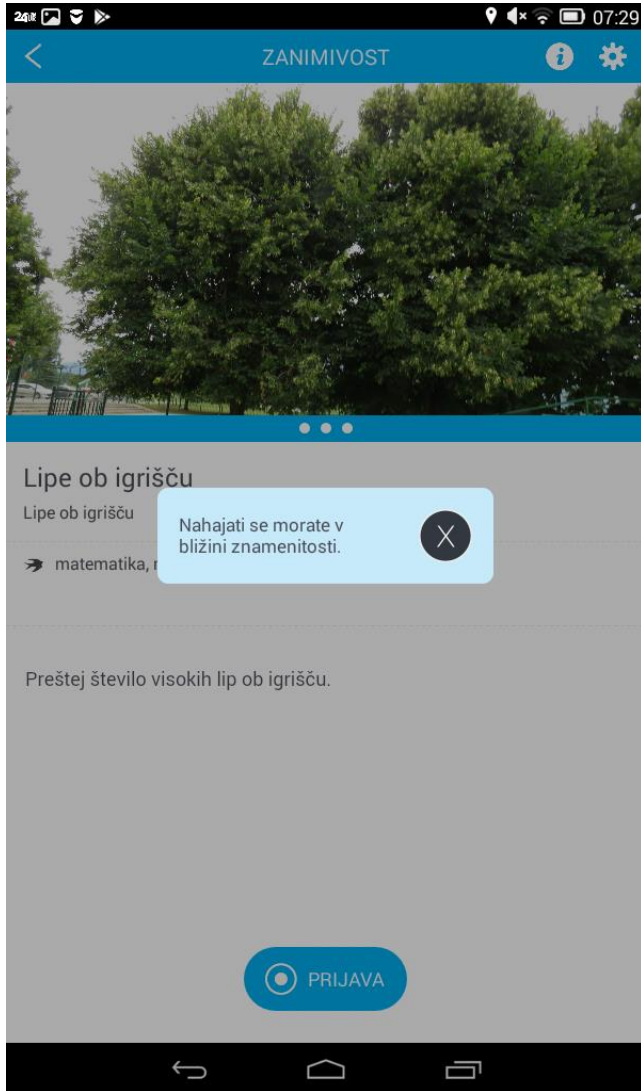 07:29
ZANIMIVOST
Lipe ob igrišču
Lipe ob igrišču
Nahajati se morate v
bližini znamenitosti.
X
matematika,
Preštej število visokih lip ob igrišču.
PRIJAVA